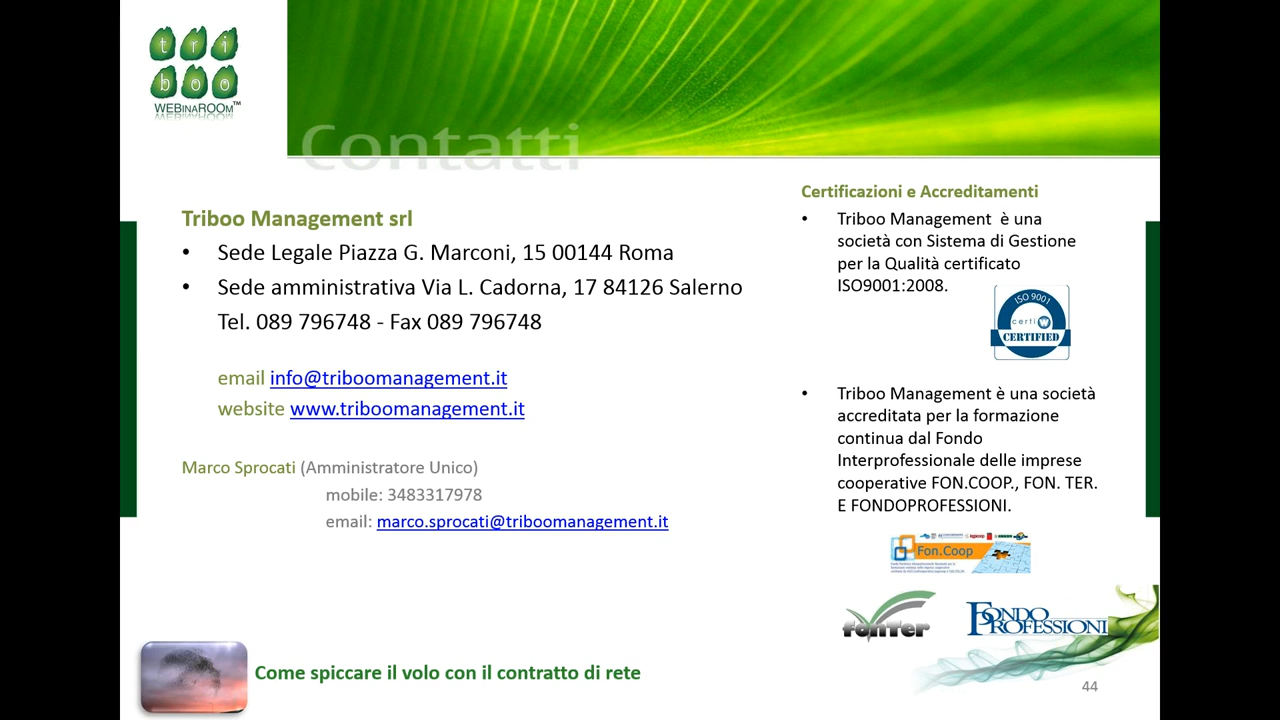 tri
boo
WEBinaROOm™
Contatti
Triboo Management srl
• Sede Legale Piazza G. Marconi, 15 00144 Roma
• Sede amministrativa Via L. Cadorna, 17 84126 Salerno
Tel. 089 796748 - Fax 089 796748
email info@triboomanagement.it
website www.triboomanagement.it
Marco Sprocati (Amministratore Unico)
mobile: 3483317978
email: marco.sprocati@triboomanagement.it
Certificazioni e Accreditamenti
• Triboo Management è una
società con Sistema di Gestione
per la Qualità certificato
ISO9001:2008.
ISO 9001
certi W
CERTIFIED
• Triboo Management è una società
accreditata per la formazione
continua dal Fondo
Interprofessionale delle imprese
cooperative FON.COOP., FON. TER.
E FONDOPROFESSIONI.
Fon.Coop
fonTer
FONDO
PROFESSIONI
Come spiccare il volo con il contratto di rete
44